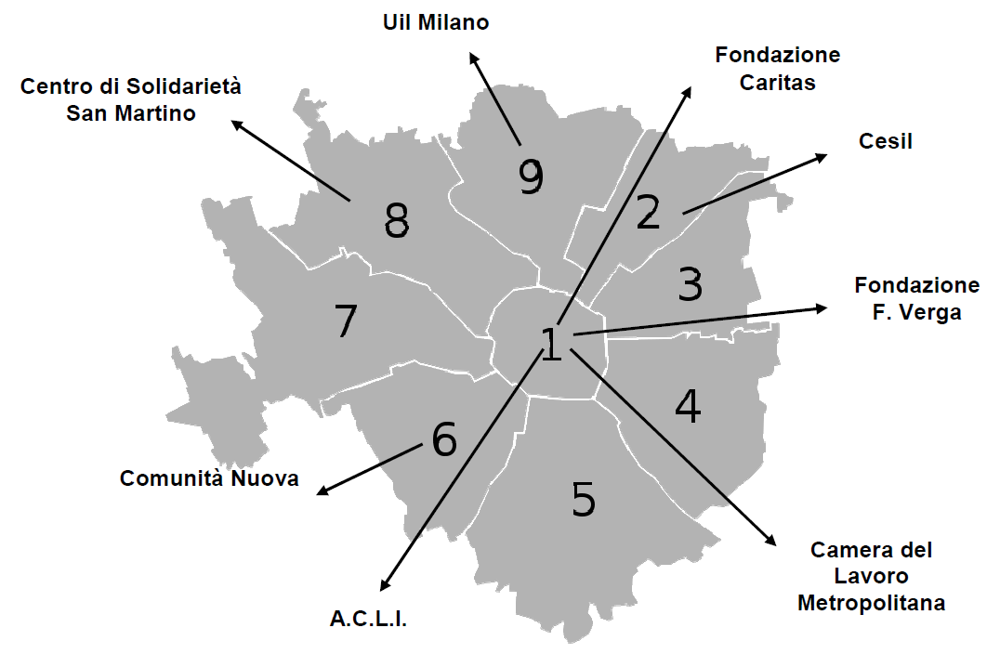 Uil Milano
Fondazione
Caritas
Centro di Solidarietà
San Martino
Cesil
9
2
8
3
Fondazione
F. Verga
7
1
4
6
Comunità Nuova
5
Camera del
Lavoro
Metropolitana
A.C.L.I.